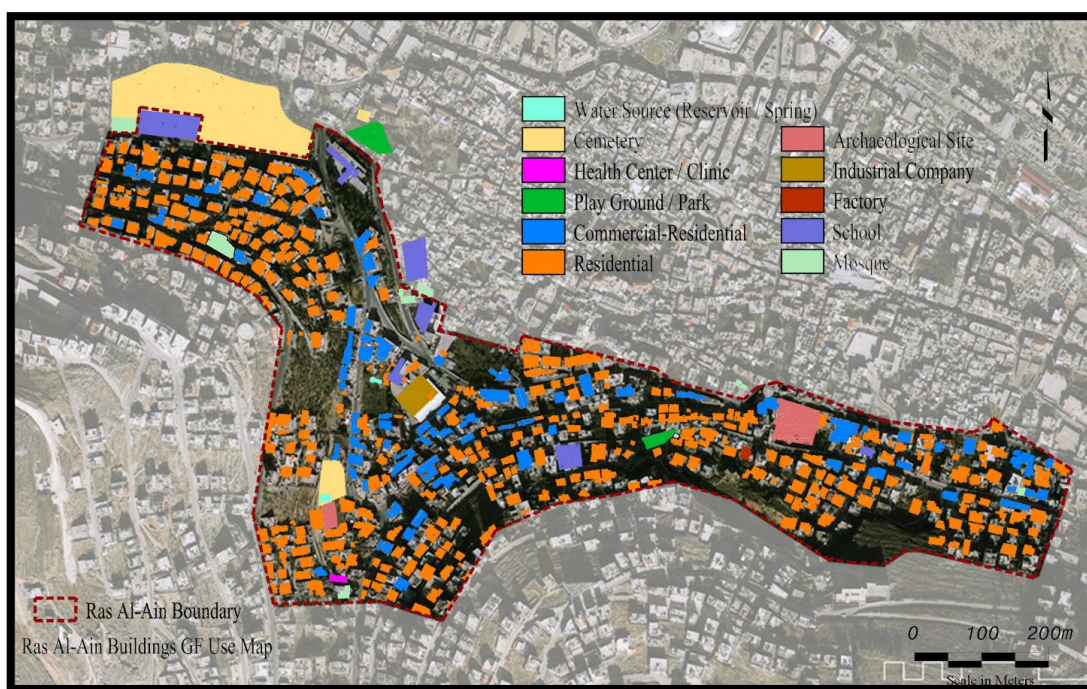 Water Source (Reservoir / Spring)
Cemetery
Health Center / Clinic
Play Ground / Park
Commercial-Residential
Residential
Archaeological Site
Industrial Company
Factory
School
Mosque
Ras Al-Ain Boundary
Ras Al-Ain Buildings GF Use Map
0 100 200m
Scale in Meters